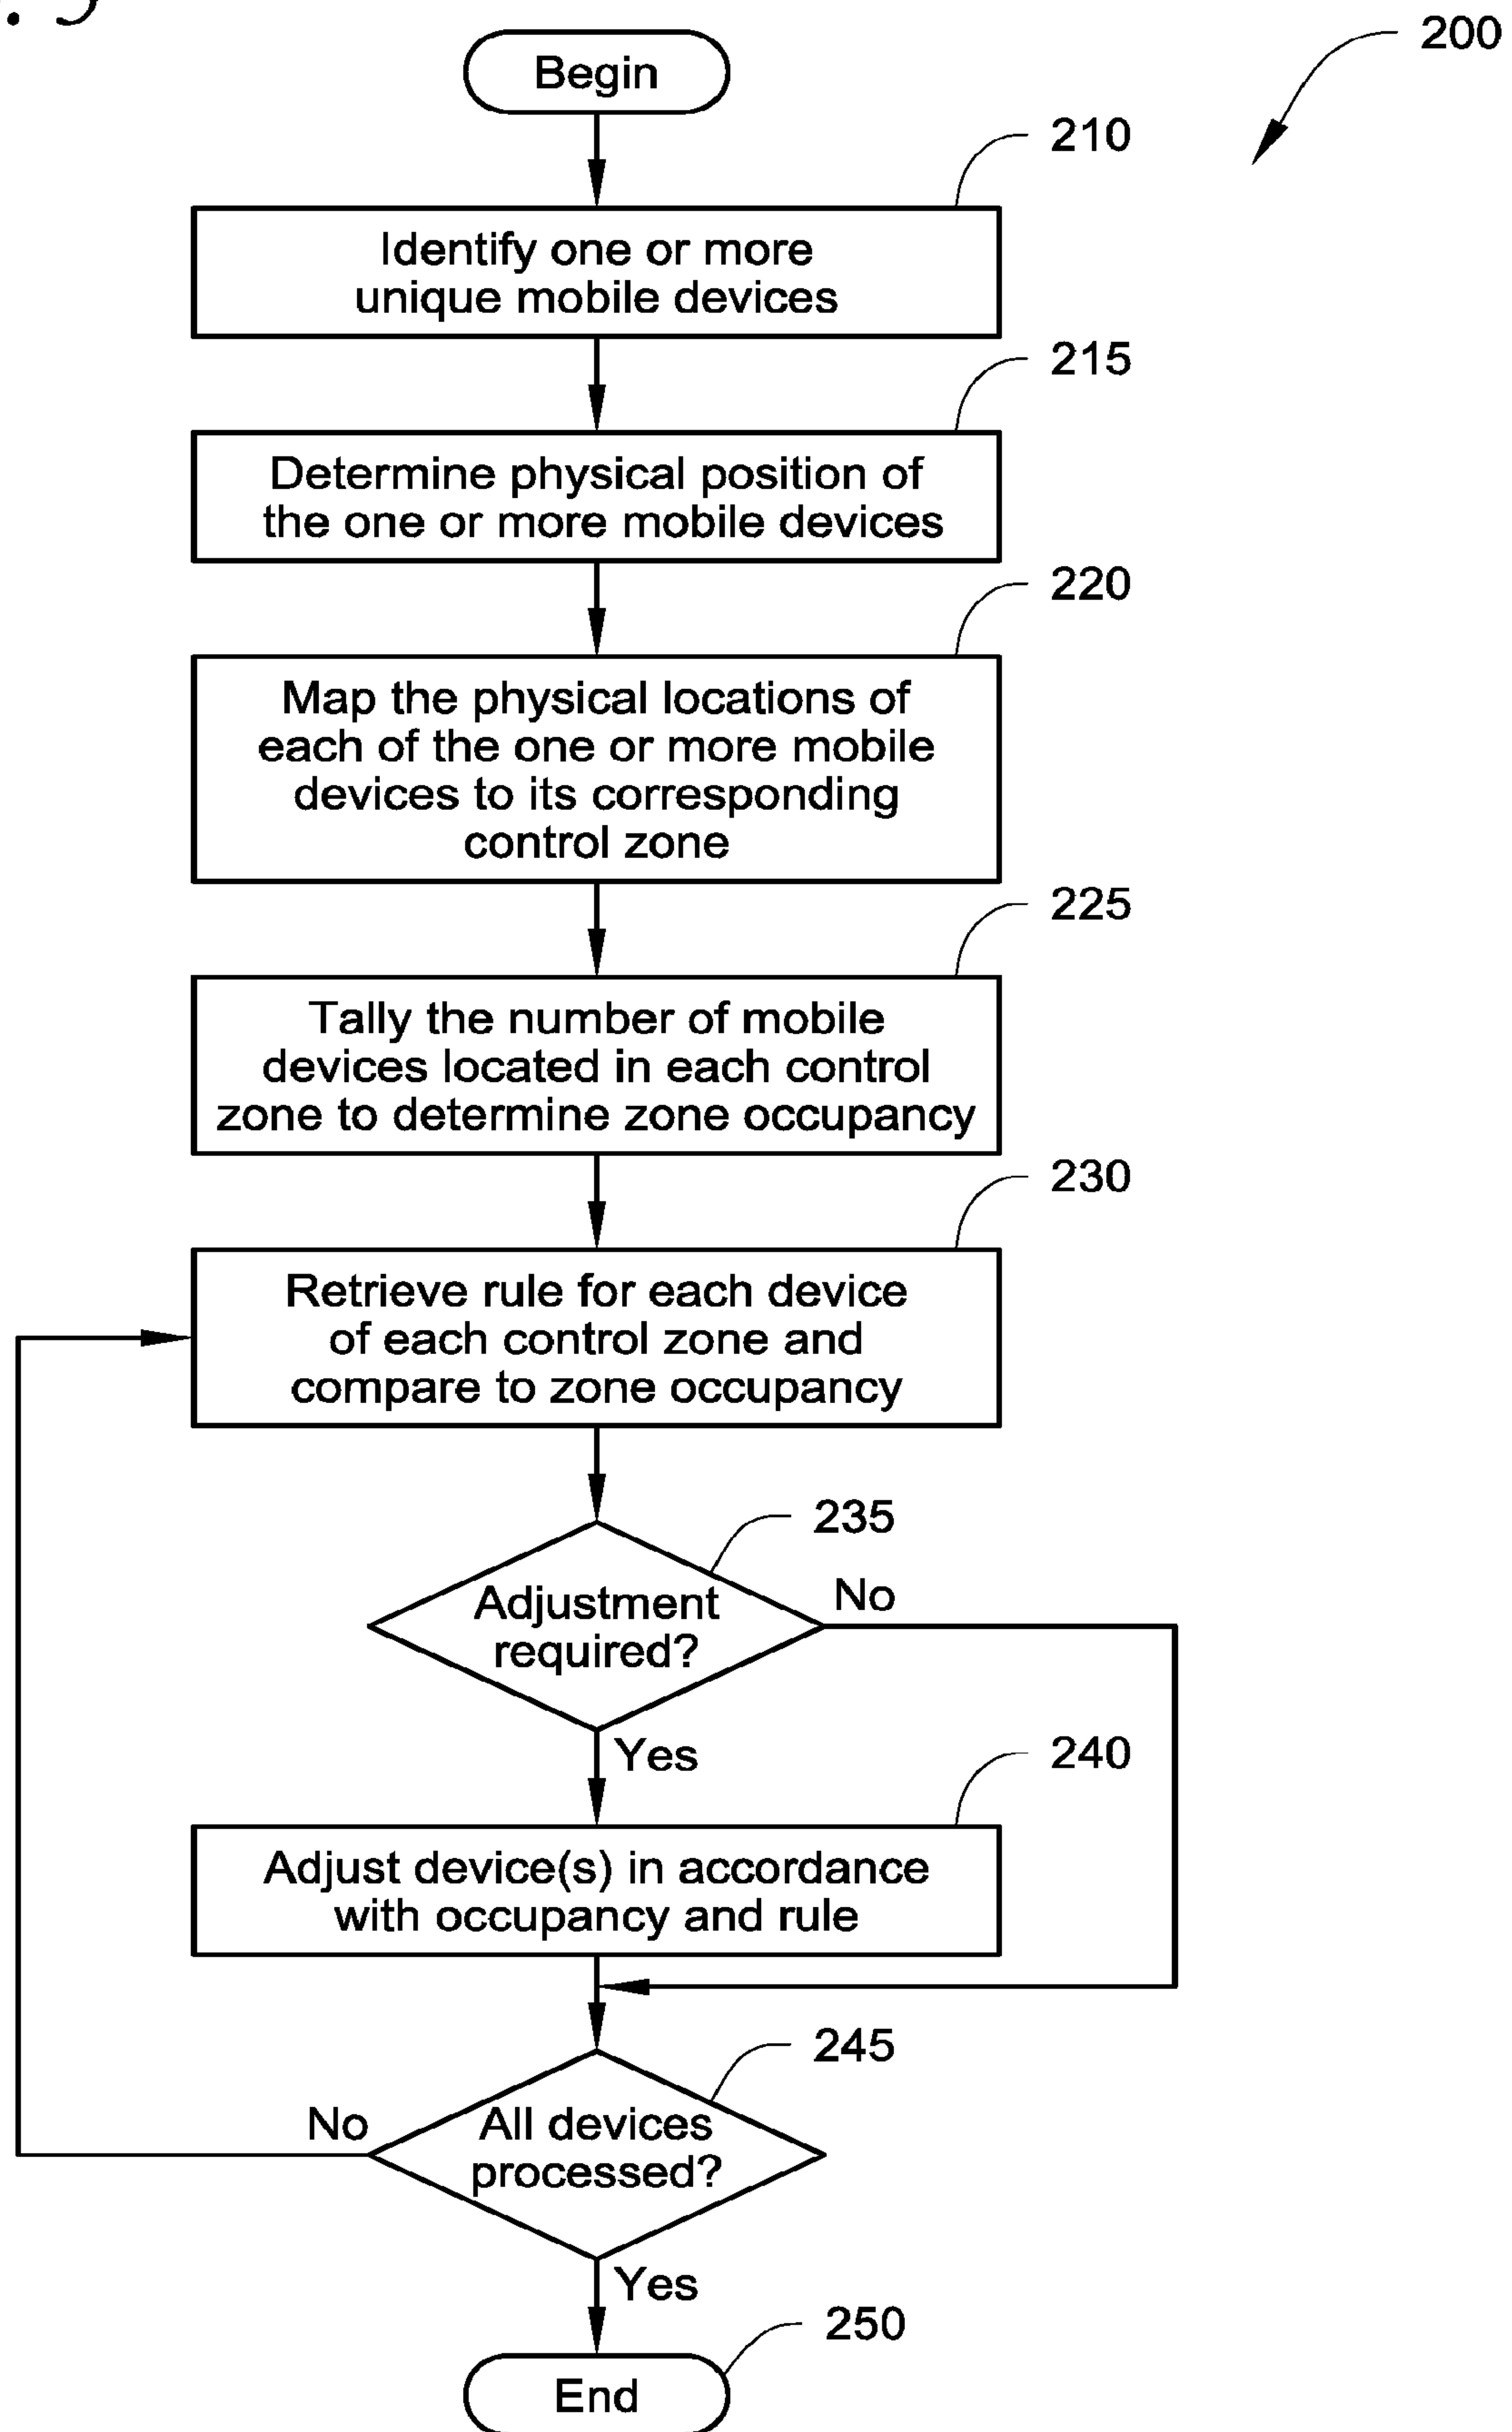 200
Begin
210
Identify one or more
unique mobile devices
215
Determine physical position of
the one or more mobile devices
220
Map the physical locations of
each of the one or more mobile
devices to its corresponding
control zone
225
Tally the number of mobile
devices located in each control
zone to determine zone occupancy
230
Retrieve rule for each device
of each control zone and
compare to zone occupancy
235
Adjustment
required?
No
Yes
240
Adjust device(s) in accordance
with occupancy and rule
245
All devices
processed?
No
Yes
250
End